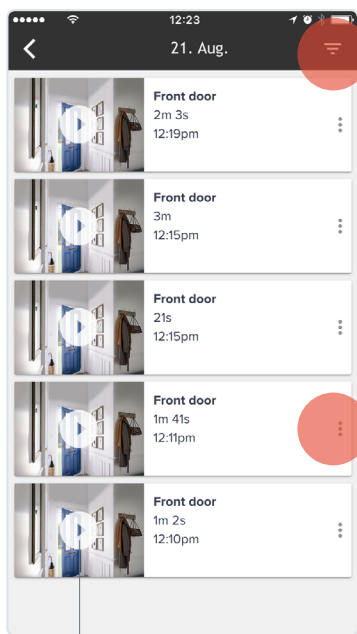 12:23
21. Aug.
Front door
2m 3s
12:19pm
Front door
3m
12:15pm
Front door
21s
12:15pm
Front door
1m 41s
12:11pm
Front door
1m 2s
12:10pm